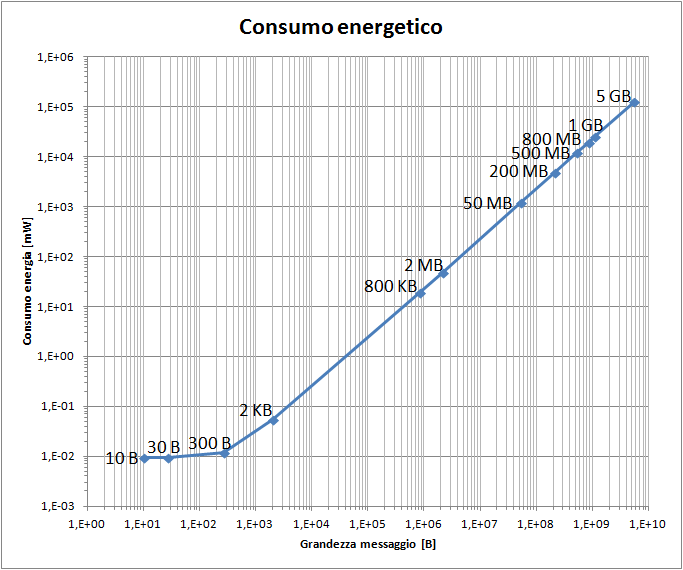 Consumo energetico
1,E+06
1,E+05
1,E+04
1,E+03
1,E+02
1,E+01
1,E+00
1,E-01
1,E-02
1,E-03
Consumo energia [mW]
5 GB
1 GB
800 MB
500 MB
200 MB
50 MB
2 MB
800 KB
2 KB
300 B
30 B
10 B
1,E+00 1,E+01 1,E+02 1,E+03 1,E+04 1,E+05 1,E+06 1,E+07 1,E+08 1,E+09 1,E+10
Grandezza messaggio [B]